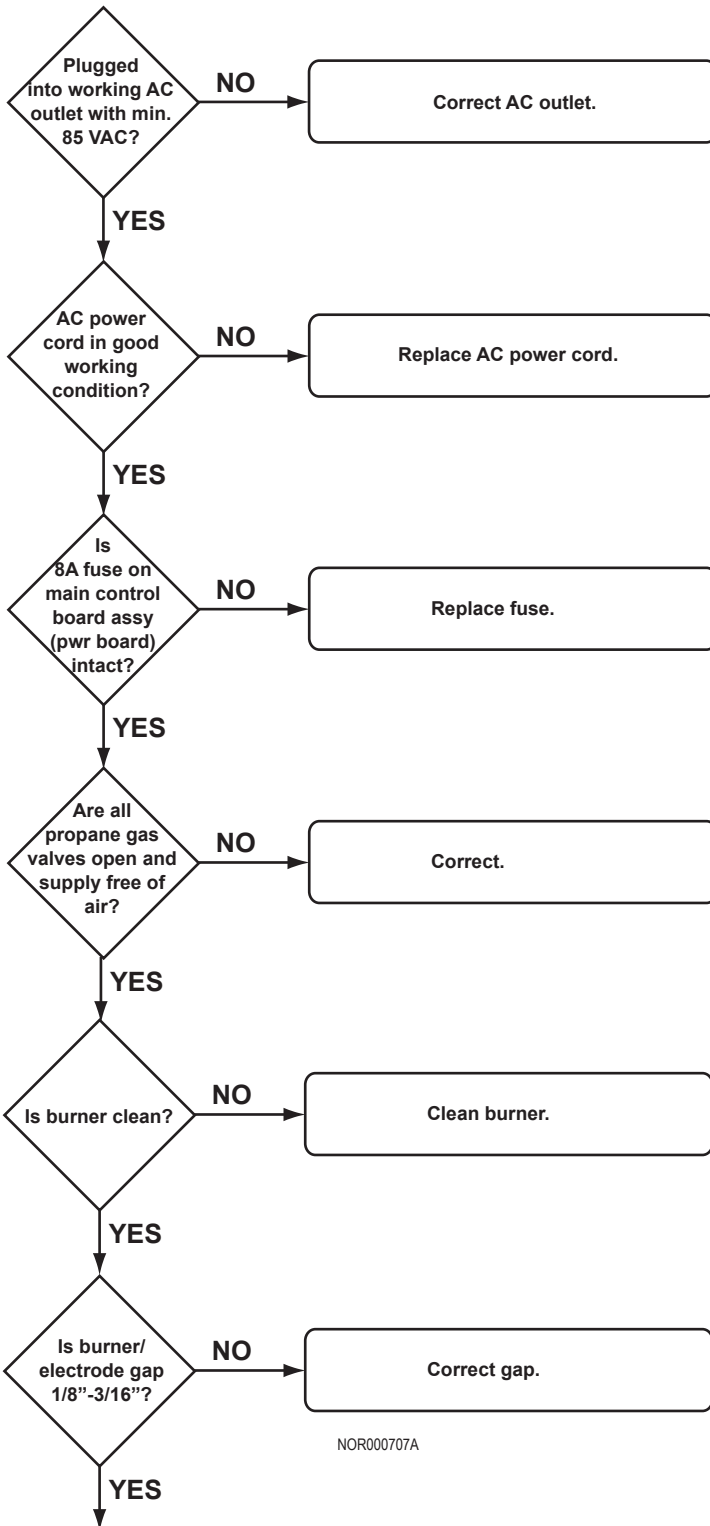 Plugged
into working AC
outlet with min.
85 VAC?
NO
Correct AC outlet.
YES
AC power
cord in good
working
condition?
NO
Replace AC power cord.
YES
Is
8A fuse on
main control
board assy
(pwr board)
intact?
NO
Replace fuse.
YES
Are all
propane gas
valves open and
supply free of
air?
NO
Correct.
YES
Is burner clean?
NO
Clean burner.
YES
Is burner/
electrode gap
1/8”-3/16”?
NO
Correct gap.
NOR000707A
YES